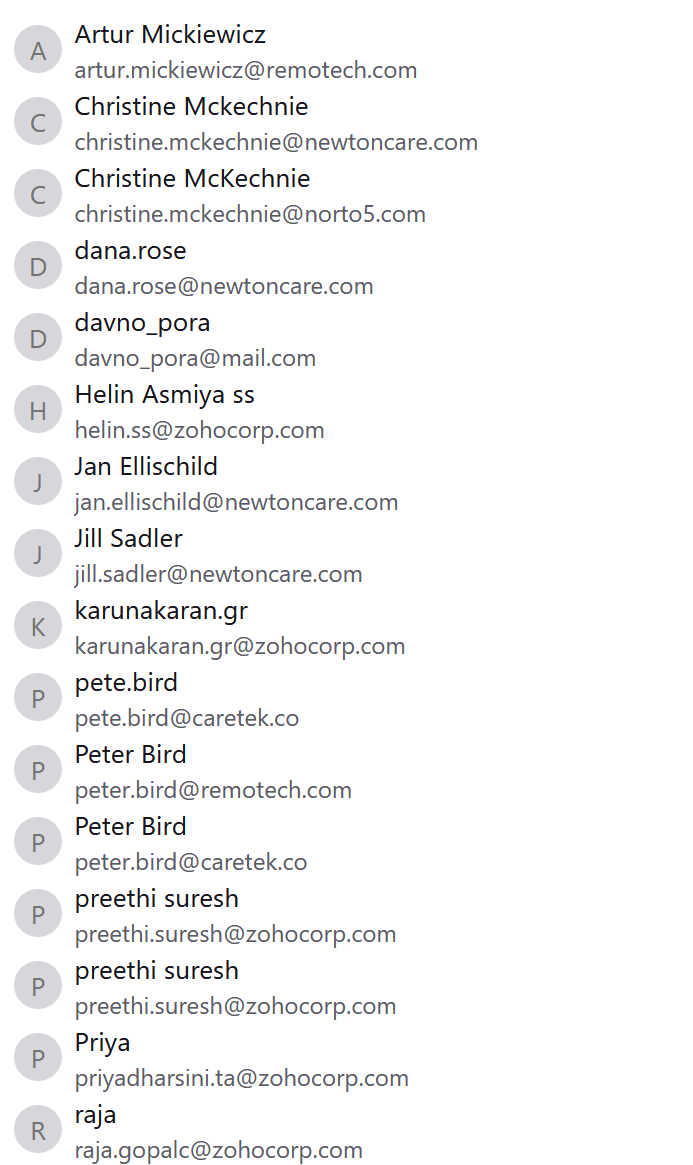 A
Artur Mickiewicz
artur.mickiewicz@remotech.com
C
Christine Mckechnie
christine.mckechnie@newtoncare.com
C
Christine McKechnie
christine.mckechnie@norto5.com
D
dana.rose
dana.rose@newtoncare.com
D
davno_pora
davno_pora@mail.com
H
Helin Asmiya ss
helin.ss@zohocorp.com
J
Jan Ellischild
jan.ellischild@newtoncare.com
J
Jill Sadler
jill.sadler@newtoncare.com
K
karunakaran.gr
karunakaran.gr@zohocorp.com
P
pete.bird
pete.bird@caretek.co
P
Peter Bird
peter.bird@remotech.com
P
Peter Bird
peter.bird@caretek.co
P
preethi suresh
preethi.suresh@zohocorp.com
P
preethi suresh
preethi.suresh@zohocorp.com
P
Priya
priyadharsini.ta@zohocorp.com
R
raja
raja.gopalc@zohocorp.com